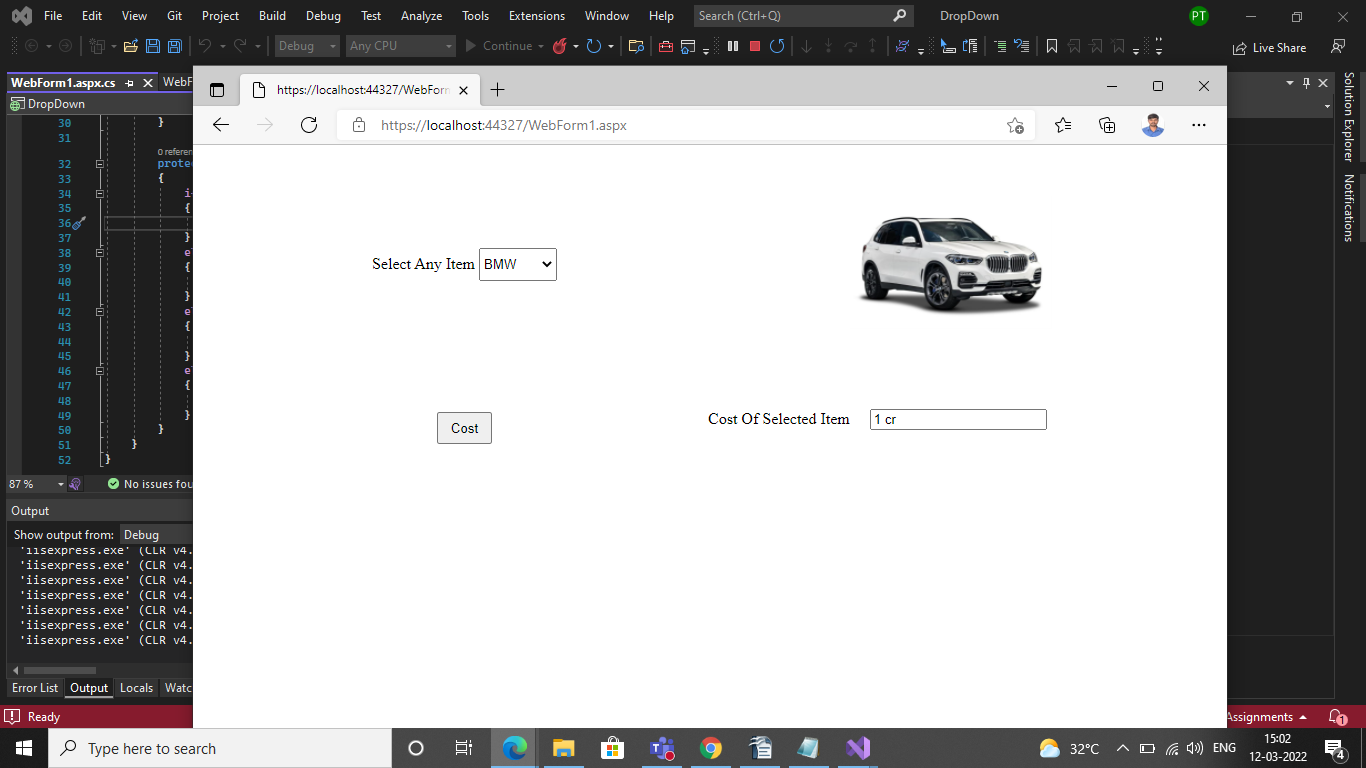 File Edit View Git Project Build Debug Test Analyze Tools Extensions Window Help Search (Ctrl+Q) DropDown PT
Debug Any CPU Continue Live Share
WebForm1.aspx.cs WebF
DropDown
https://localhost:44327/WebForm
https://localhost:44327/WebForm1.aspx
Solution Explorer
Notifications
30 }
31
0 referen
32 protec
33 {
34 i
35 {
36
37 }
38 e
39 {
40
41 }
42 e
43 {
44
45 }
46 e
47 {
48
49 }
50 }
51 }
52 }
Select Any Item BMW
Cost
Cost Of Selected Item 1 cr
87 % No issues fou
Output
Show output from: Debug
'iisexpress.exe' (CLR v4.
'iisexpress.exe' (CLR v4.
'iisexpress.exe' (CLR v4.
'iisexpress.exe' (CLR v4.
'iisexpress.exe' (CLR v4.
'iisexpress.exe' (CLR v4.
'iisexpress.exe' (CLR v4.
Error List Output Locals Watc
Ready Assignments 1
Type here to search 32°C ENG 15:02
12-03-2022 4